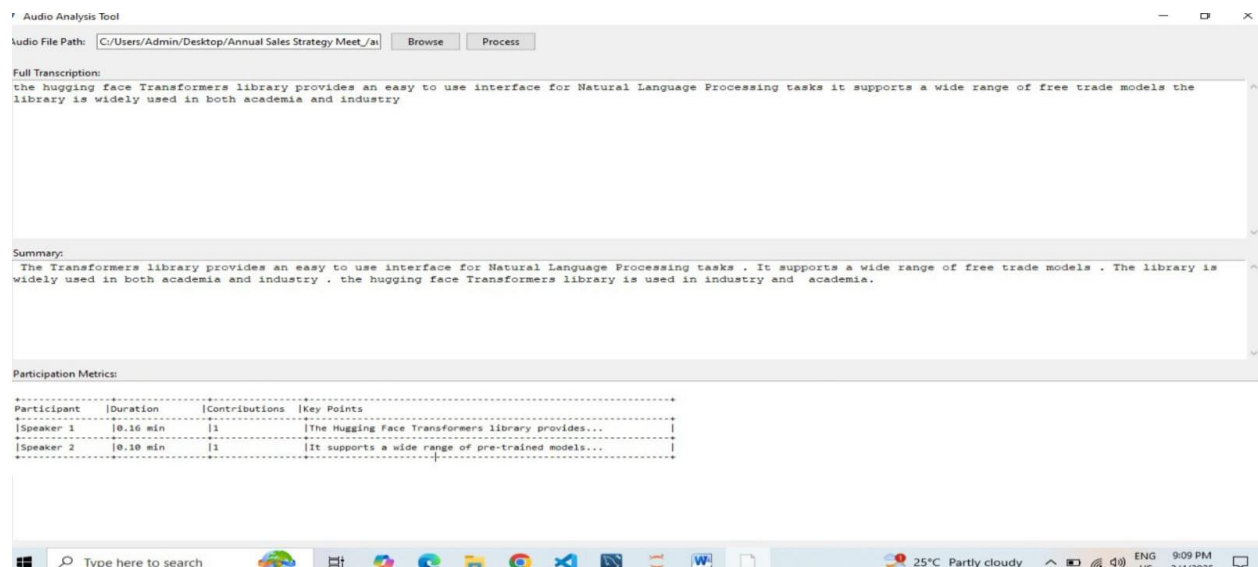 Audio Analysis Tool
Audio File Path: C:/Users/Admin/Desktop/Annual Sales Strategy Meet_/au Browse Process
Full Transcription:
the hugging face Transformers library provides an easy to use interface for Natural Language Processing tasks it supports a wide range of free trade models the
library is widely used in both academia and industry
Summary:
The Transformers library provides an easy to use interface for Natural Language Processing tasks . It supports a wide range of free trade models . The library is
widely used in both academia and industry . the hugging face Transformers library is used in industry and academia.
Participation Metrics:
Participant |Duration |Contributions |Key Points
|Speaker 1 |0.16 min |1 |The Hugging Face Transformers library provides... |
|Speaker 2 |0.10 min |1 |It supports a wide range of pre-trained models... |
Type here to search 25°C Partly cloudy ENG 9:09 PM